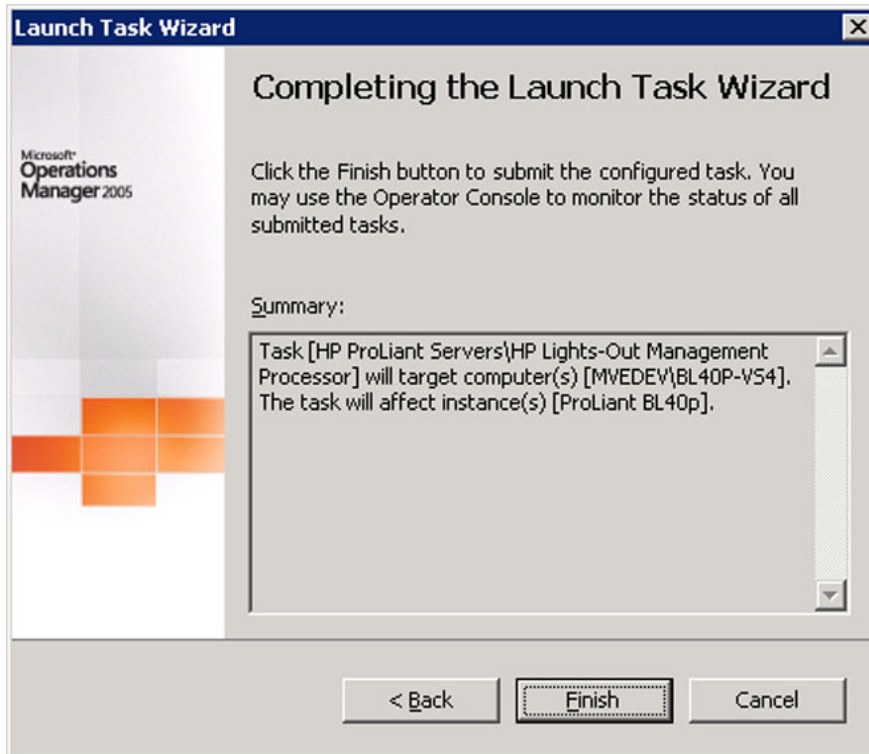 Launch Task Wizard
Microsoft®
Operations
Manager 2005
Completing the Launch Task Wizard
Click the Finish button to submit the configured task. You
may use the Operator Console to monitor the status of all
submitted tasks.
Summary:
Task [HP ProLiant Servers\HP Lights-Out Management
Processor] will target computer(s) [MVEDEV\BL40P-VS4].
The task will affect instance(s) [ProLiant BL40p].
< Back
Finish
Cancel